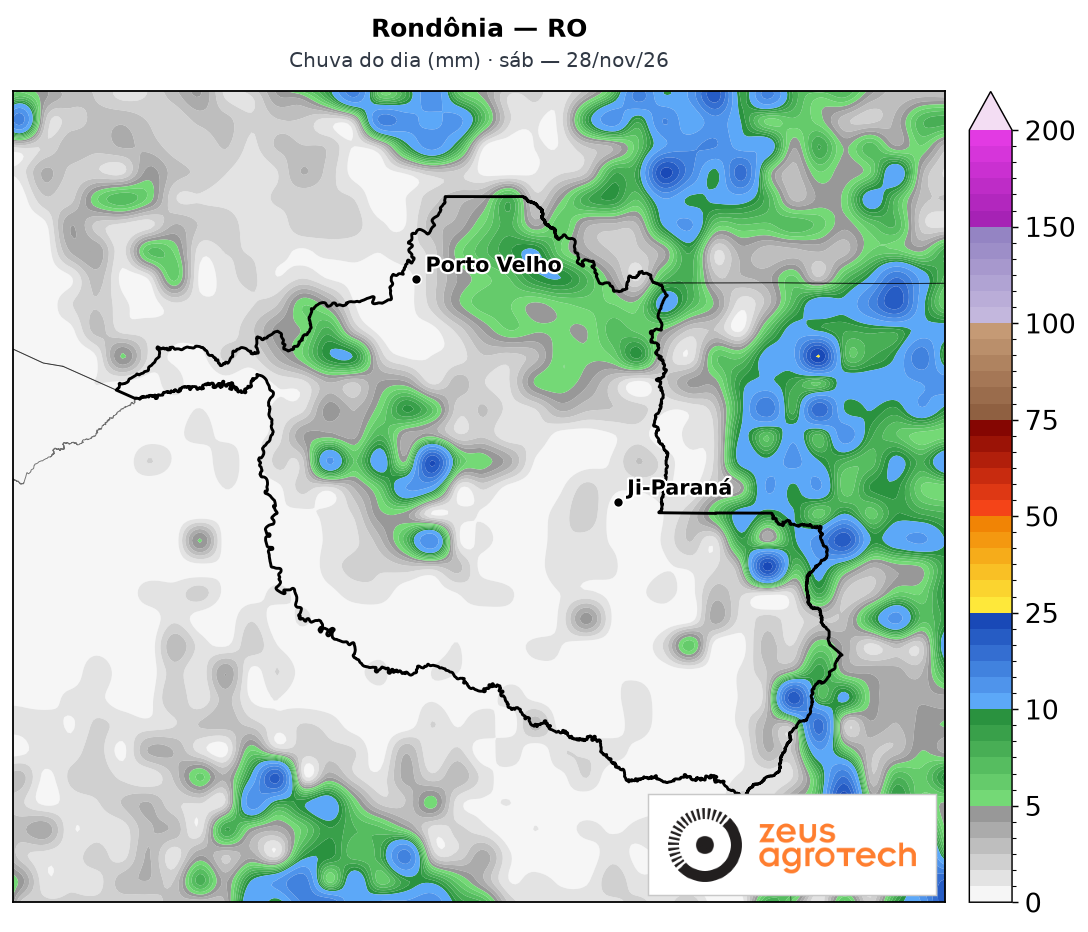 Rondônia — RO
Chuva do dia (mm) · sáb — 28/nov/26
200
150
100
75
50
25
10
5
0
Porto Velho
Ji-Paraná
zeus
agrotech